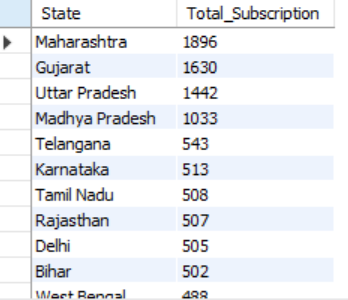 State Total_Subscription
Maharashtra 1896
Gujarat 1630
Uttar Pradesh 1442
Madhya Pradesh 1033
Telangana 543
Karnataka 513
Tamil Nadu 508
Rajasthan 507
Delhi 505
Bihar 502
West Bengal 488